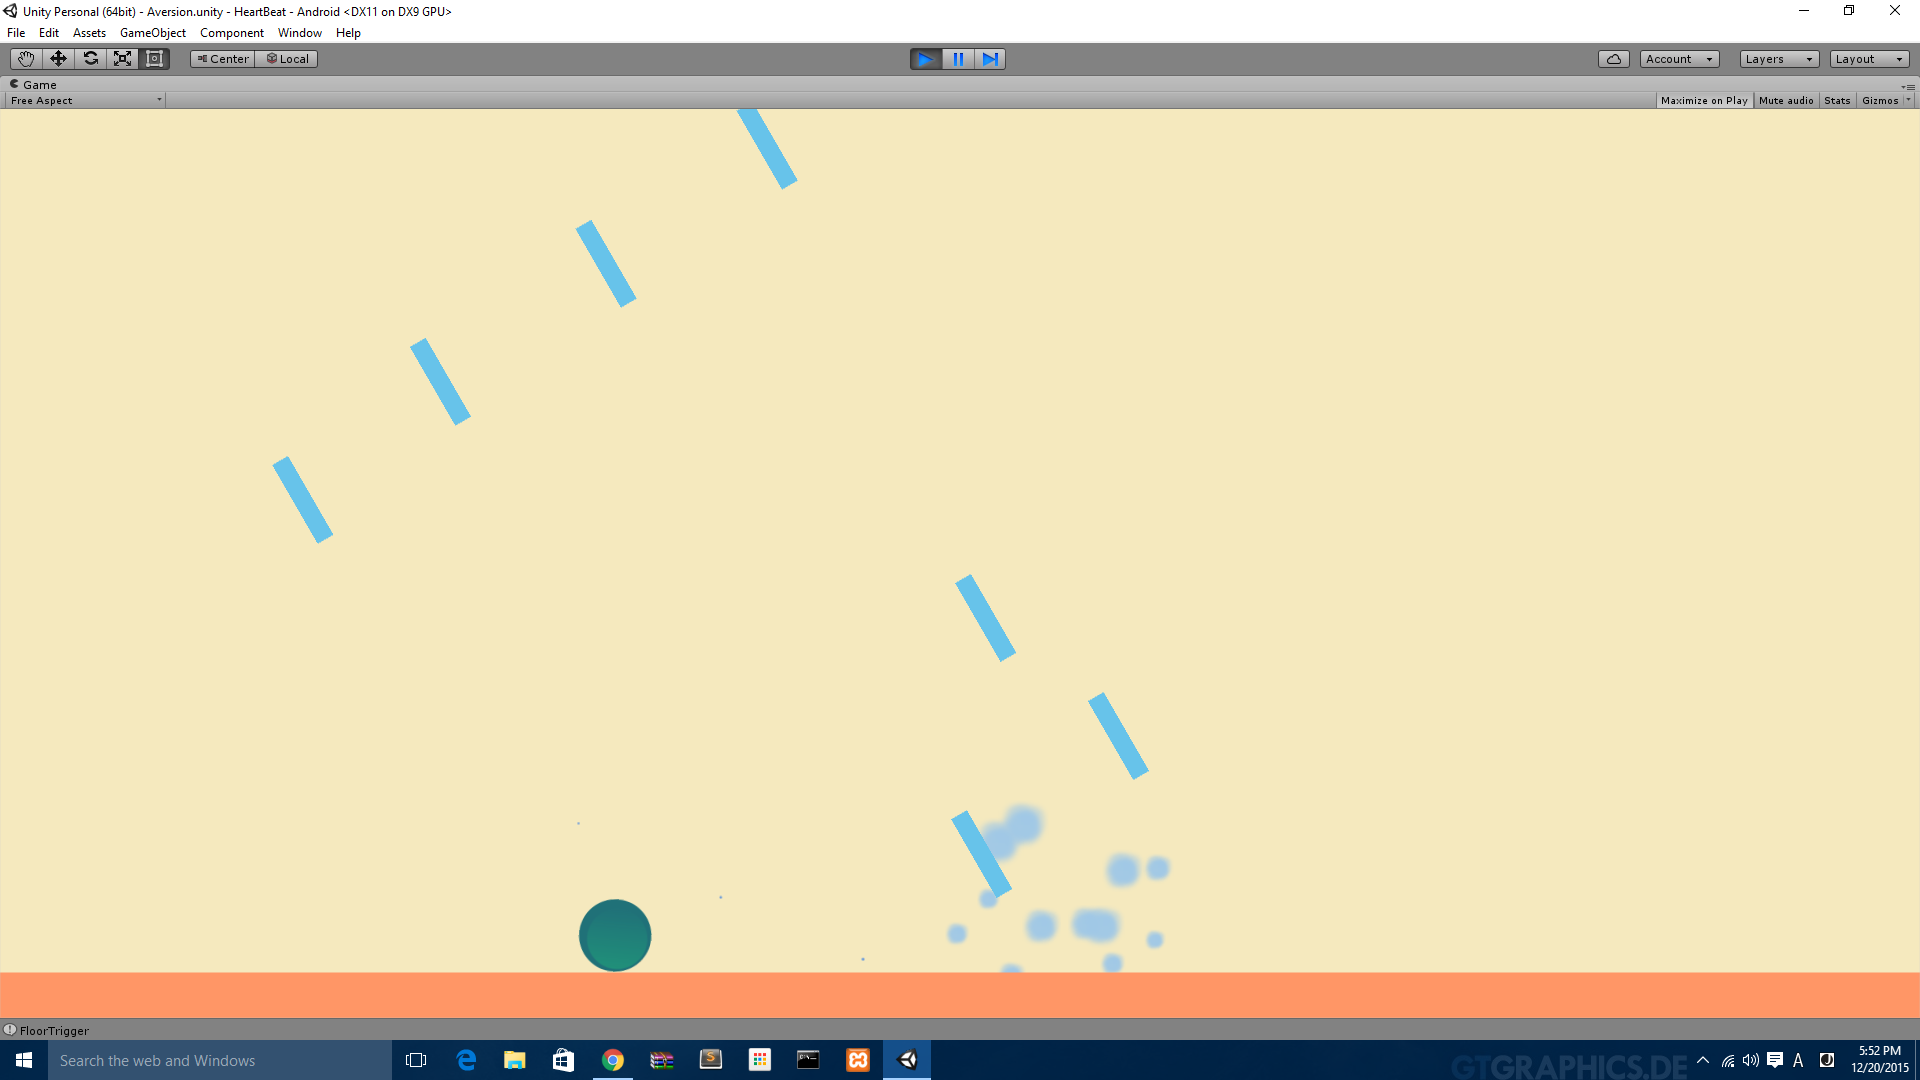 Unity Personal (64bit) - Aversion.unity - HeartBeat - Android <DX11 on DX9 GPU>
File Edit Assets GameObject Component Window Help
Center Local Account Layers Layout
Game
Free Aspect Maximize on Play Mute audio Stats Gizmos
FloorTrigger
Search the web and Windows
S
A
GTGRAPHICS.DE
5:52 PM
12/20/2015